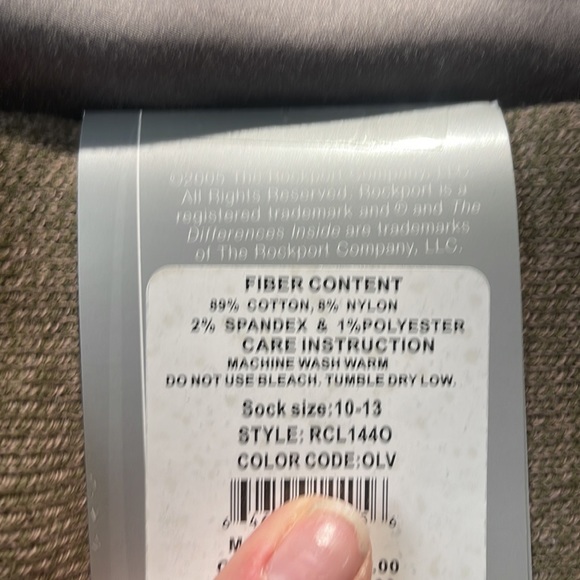 ©2005 The Rockport Company, LLC
All Rights Reserved. Rockport is a
registered trademark and ® and The
Differences Inside are trademarks
of The Rockport Company, LLC.
FIBER CONTENT
89% COTTON, 8% NYLON
2% SPANDEX & 1%POLYESTER
CARE INSTRUCTION
MACHINE WASH WARM
DO NOT USE BLEACH. TUMBLE DRY LOW.
Sock size:10-13
STYLE: RCL144O
COLOR CODE:OLV